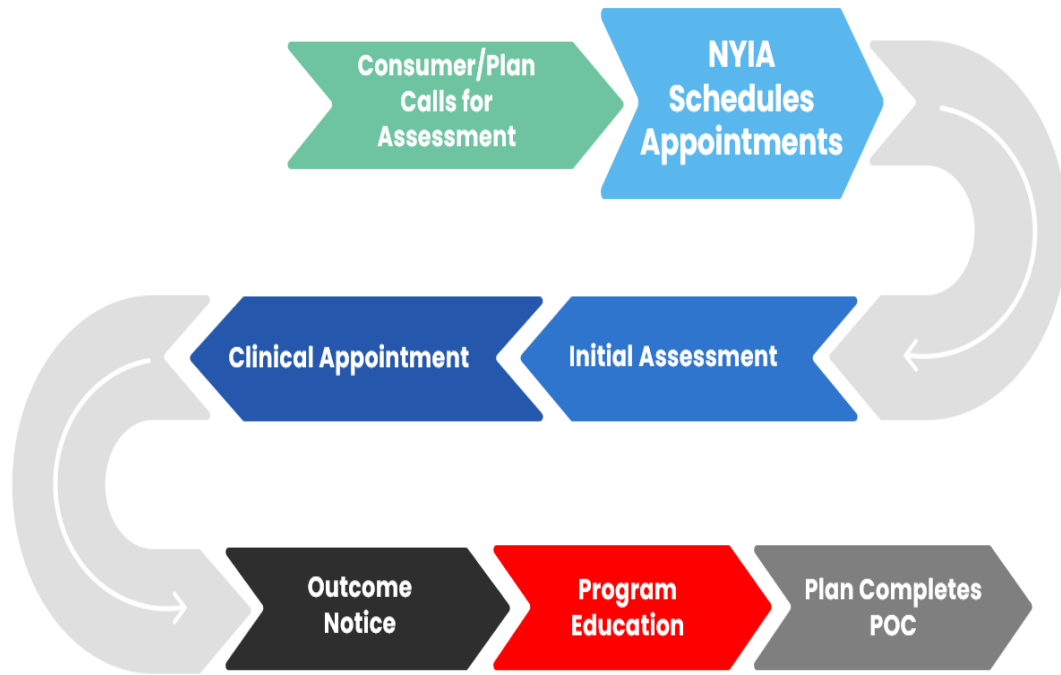 Consumer/Plan
Calls for
Assessment
NYIA
Schedules
Appointments
Initial Assessment
Clinical Appointment
Outcome
Notice
Program
Education
Plan Completes
POC